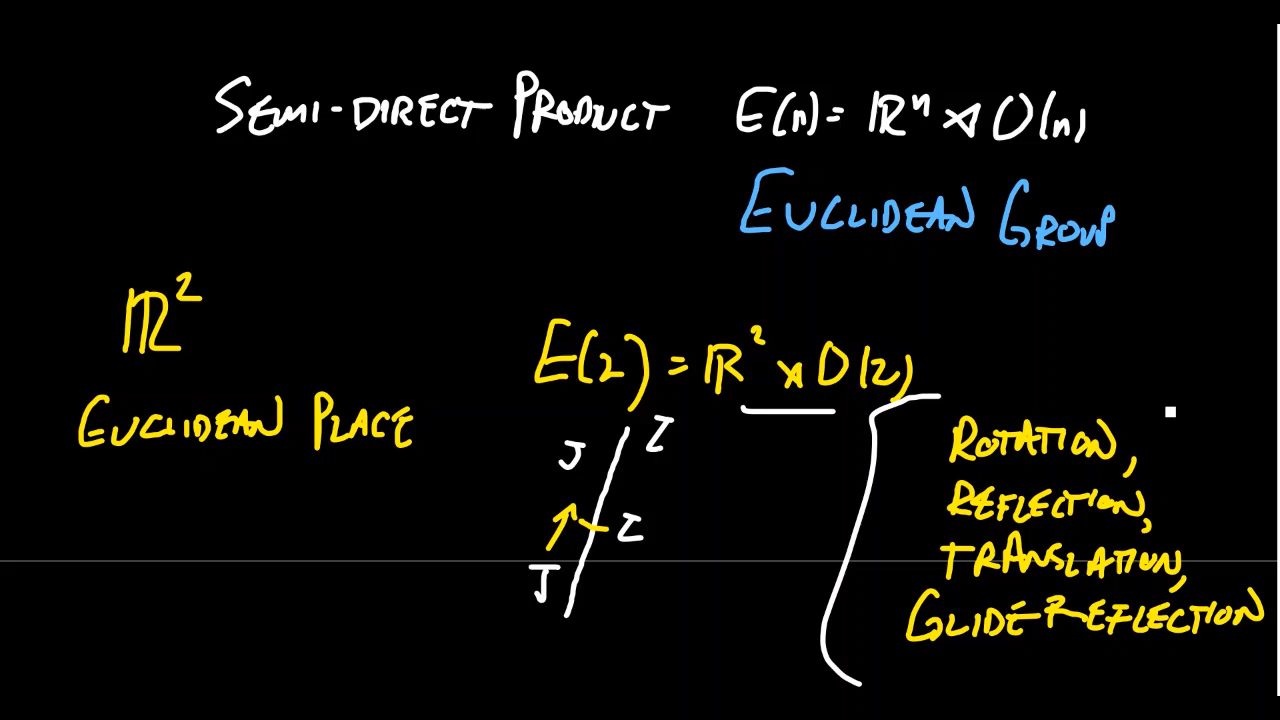 SEMI-DIRECT PRODUCT E(n) = ℝⁿ ⋊ O(n)
EUCLIDEAN GROUP
ℝ²
EUCLIDEAN PLACE
E(2) = ℝ² ⋊ O(2)
J Z
Z
J
ROTATION,
REFLECTION,
TRANSLATION,
GLIDE REFLECTION